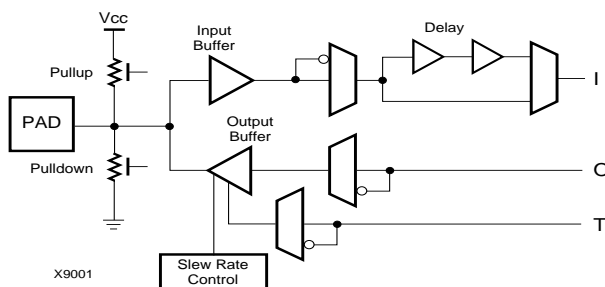 Vcc
Input
Buffer
Delay
Pullup
I
PAD
Output
Buffer
Pulldown
O
T
Slew Rate
Control
X9001